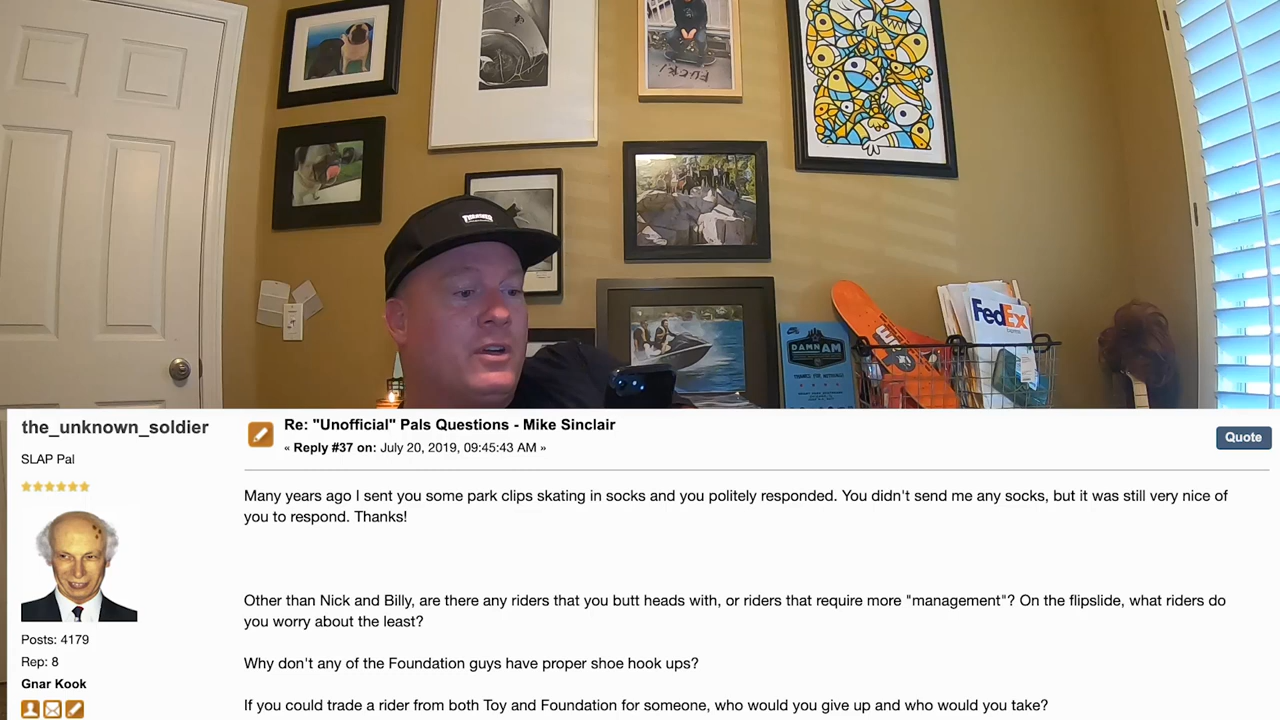 FUCK!
THRASHER
FedEx
Express
DAMN AM
the_unknown_soldier
SLAP Pal
Posts: 4179
Rep: 8
Gnar Kook
Re: "Unofficial" Pals Questions - Mike Sinclair
« Reply #37 on: July 20, 2019, 09:45:43 AM »
Quote
Many years ago I sent you some park clips skating in socks and you politely responded. You didn't send me any socks, but it was still very nice of
you to respond. Thanks!
Other than Nick and Billy, are there any riders that you butt heads with, or riders that require more "management"? On the flipslide, what riders do
you worry about the least?
Why don't any of the Foundation guys have proper shoe hook ups?
If you could trade a rider from both Toy and Foundation for someone, who would you give up and who would you take?